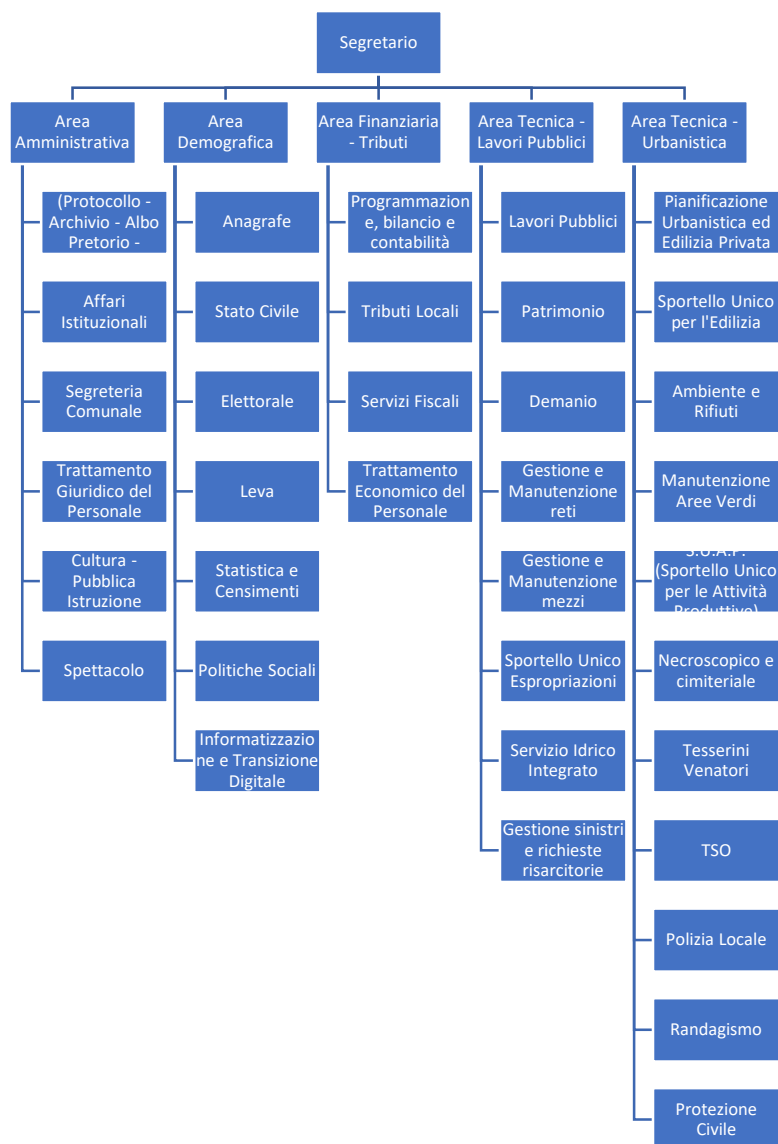 Segretario
Area
Amministrativa
(Protocollo -
Archivio - Albo
Pretorio -
Affari
Istituzionali
Segreteria
Comunale
Trattamento
Giuridico del
Personale
Cultura -
Pubblica
Istruzione
Spettacolo
Area
Demografica
Anagrafe
Stato Civile
Elettorale
Leva
Statistica e
Censimenti
Politiche Sociali
Informatizzazio
ne e Transizione
Digitale
Area Finanziaria
- Tributi
Programmazion
e, bilancio e
contabilità
Tributi Locali
Servizi Fiscali
Trattamento
Economico del
Personale
Area Tecnica -
Lavori Pubblici
Lavori Pubblici
Patrimonio
Demanio
Gestione e
Manutenzione
reti
Gestione e
Manutenzione
mezzi
Sportello Unico
Espropriazioni
Servizio Idrico
Integrato
Gestione sinistri
e richieste
risarcitorie
Area Tecnica -
Urbanistica
Pianificazione
Urbanistica ed
Edilizia Privata
Sportello Unico
per l'Edilizia
Ambiente e
Rifiuti
Manutenzione
Aree Verdi
S.U.A.P.
(Sportello Unico
per le Attività
Produttive)
Necroscopico e
cimiteriale
Tesserini
Venatori
TSO
Polizia Locale
Randagismo
Protezione
Civile